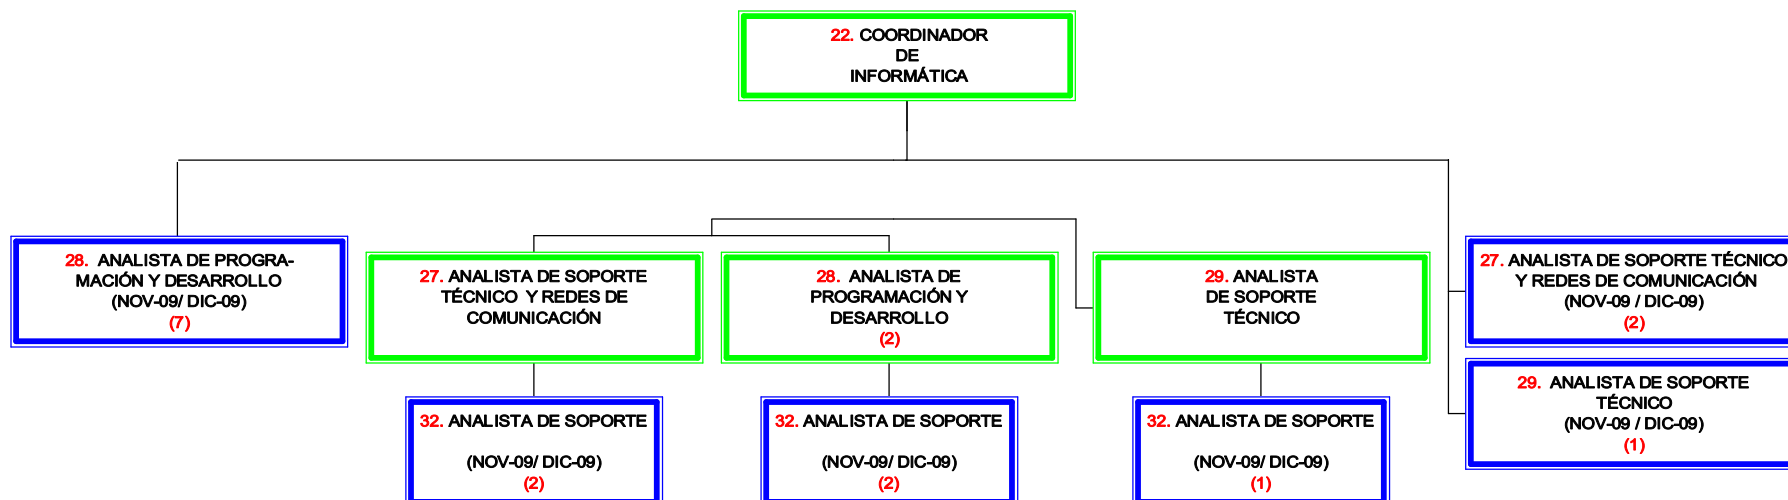 22. COORDINADOR
DE
INFORMÁTICA
28. ANALISTA DE PROGRA-
MACIÓN Y DESARROLLO
(NOV-09/ DIC-09)
(7)
27. ANALISTA DE SOPORTE
TÉCNICO Y REDES DE
COMUNICACIÓN
28. ANALISTA DE
PROGRAMACIÓN Y
DESARROLLO
(2)
29. ANALISTA
DE SOPORTE
TÉCNICO
27. ANALISTA DE SOPORTE TÉCNICO
Y REDES DE COMUNICACIÓN
(NOV-09 / DIC-09)
(2)
29. ANALISTA DE SOPORTE
TÉCNICO
(NOV-09 / DIC-09)
(1)
32. ANALISTA DE SOPORTE
(NOV-09/ DIC-09)
(2)
32. ANALISTA DE SOPORTE
(NOV-09/ DIC-09)
(2)
32. ANALISTA DE SOPORTE
(NOV-09/ DIC-09)
(1)